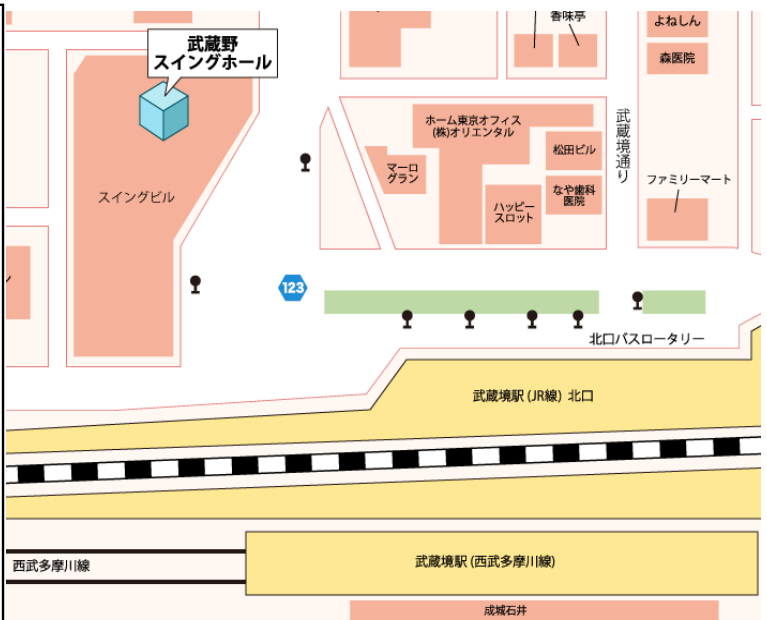 香味亭
よねしん
武蔵野
スイングホール
森医院
ホーム東京オフィス
(株)オリエンタル
武蔵境通り
松田ビル
マーロ
グラン
ファミリーマート
なや歯科
医院
スイングビル
ハッピー
スロット
123
北口バスロータリー
武蔵境駅(JR線) 北口
西武多摩川線
武蔵境駅(西武多摩川線)
成城石井